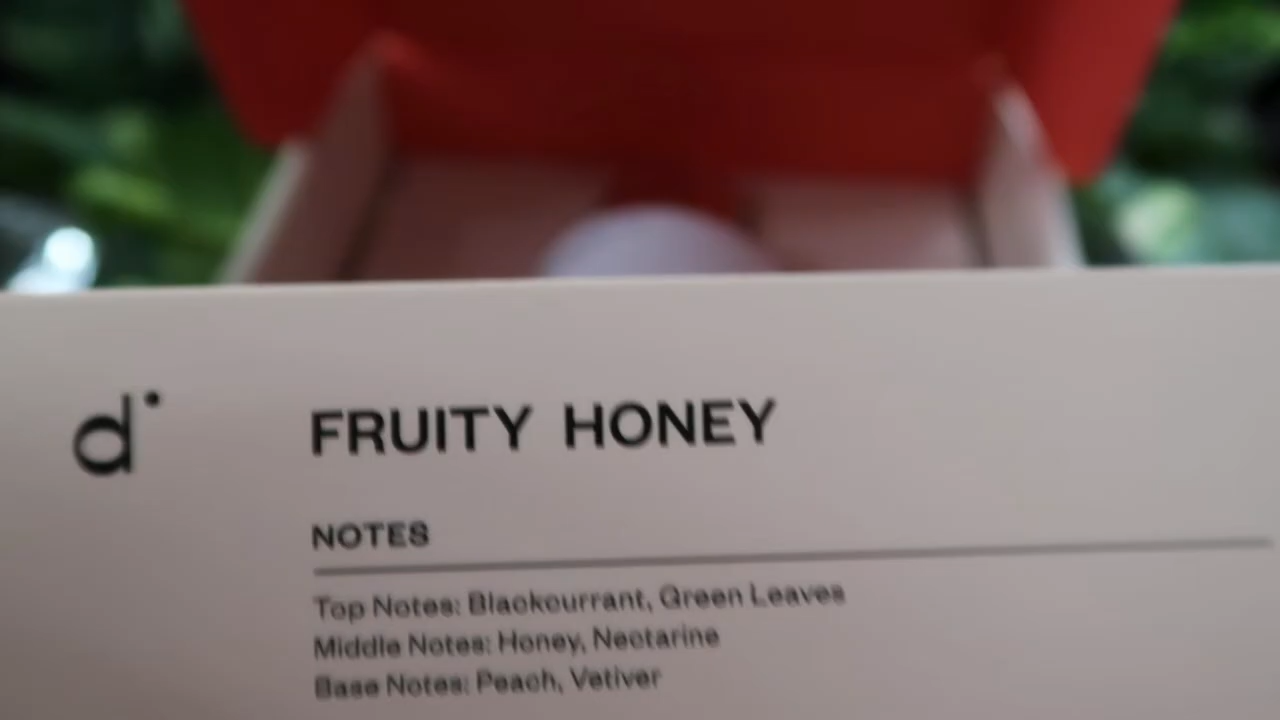 d
FRUITY HONEY
NOTES
Top Notes: Blackcurrant, Green Leaves
Middle Notes: Honey, Nectarine
Base Notes: Peach, Vetiver